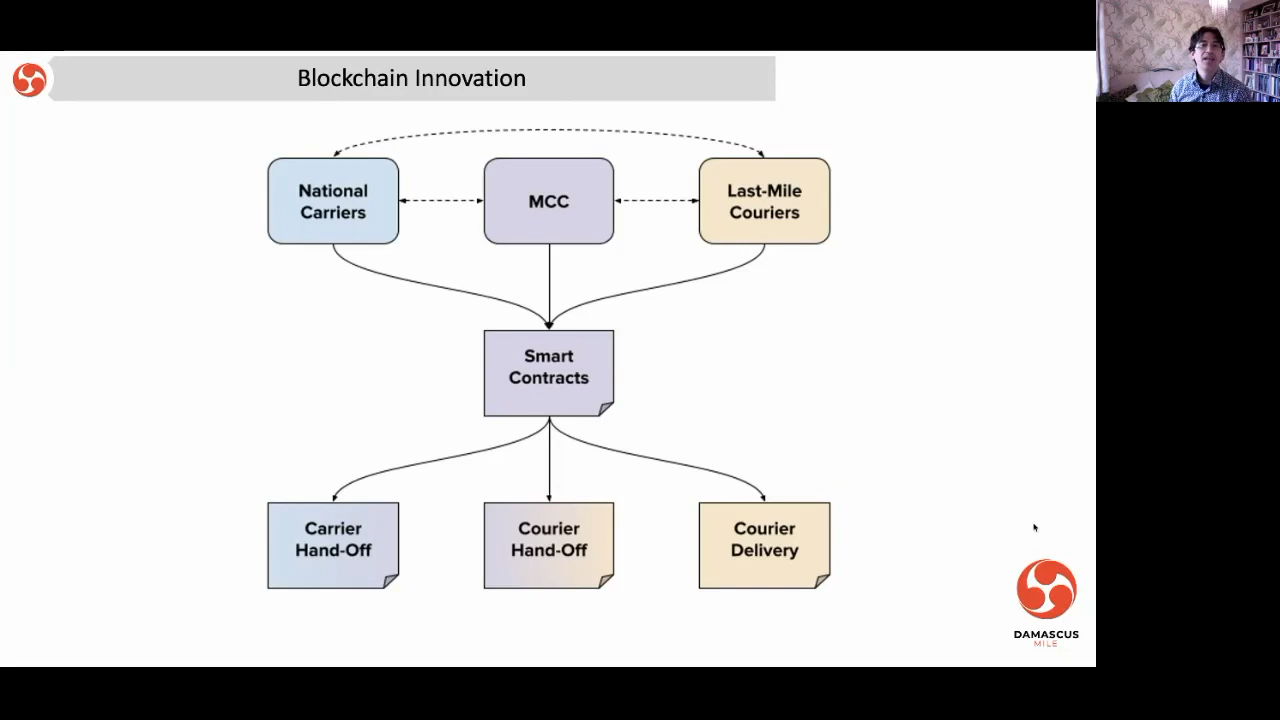 Blockchain Innovation
National
Carriers
MCC
Last-Mile
Couriers
Smart
Contracts
Carrier
Hand-Off
Courier
Hand-Off
Courier
Delivery
DAMASCUS
MILE